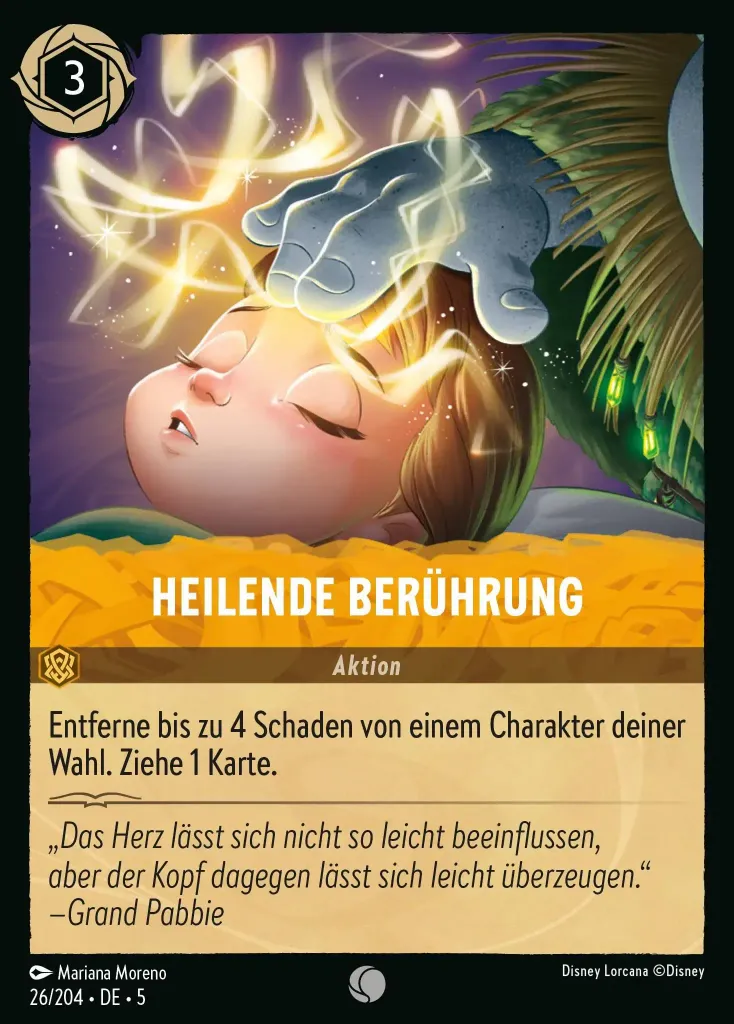 3
HEILENDE BERÜHRUNG
Aktion
Entferne bis zu 4 Schaden von einem Charakter deiner
Wahl. Ziehe 1 Karte.
„Das Herz lässt sich nicht so leicht beeinflussen,
aber der Kopf dagegen lässt sich leicht überzeugen.“
–Grand Pabbie
Mariana Moreno
Disney Lorcana ©Disney
26/204 • DE • 5